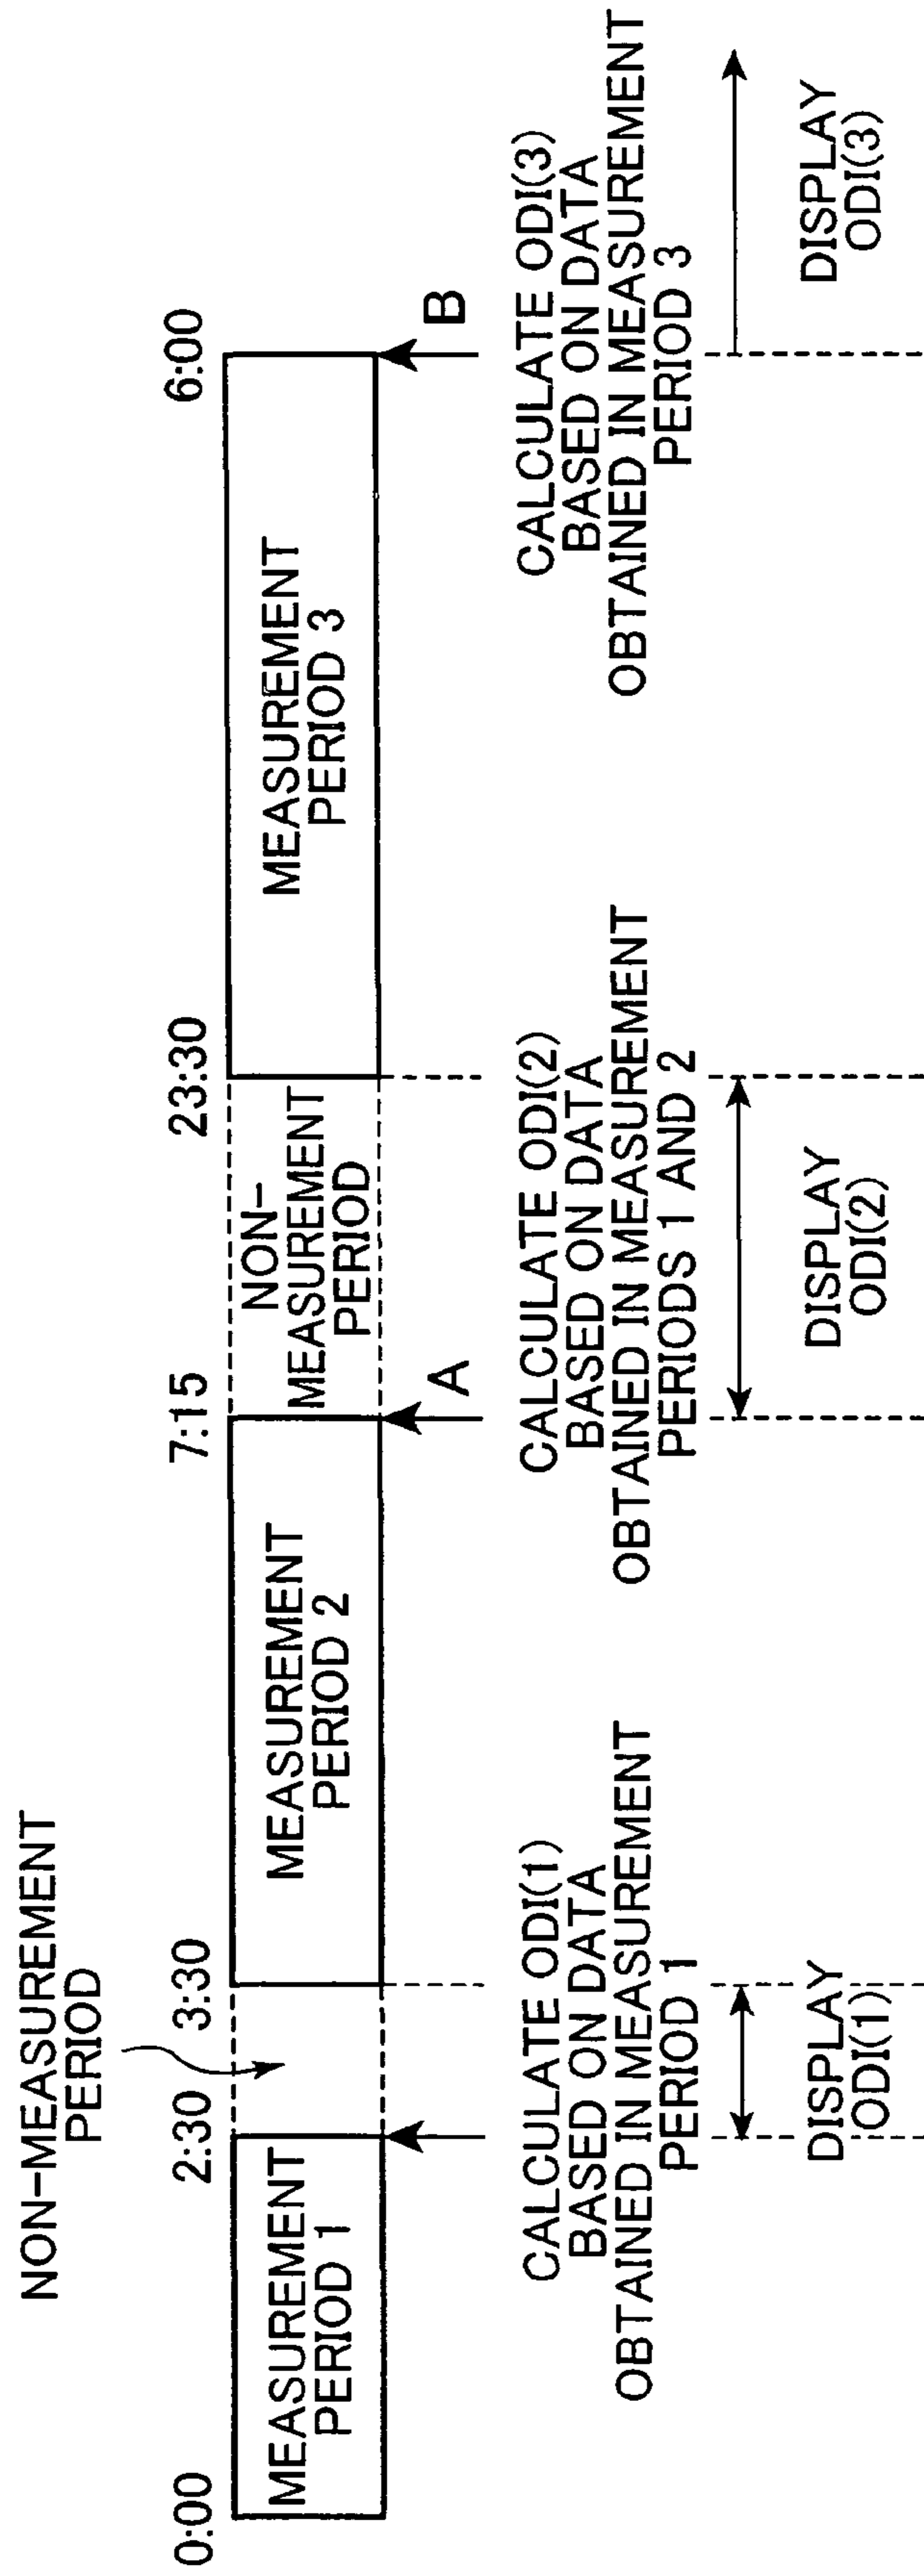 NON-MEASUREMENT
PERIOD
0:00
2:30
3:30
7:15
23:30
6:00
MEASUREMENT
PERIOD 1
MEASUREMENT
PERIOD 2
NON-
MEASUREMENT
PERIOD
MEASUREMENT
PERIOD 3
A
B
CALCULATE ODI(1)
BASED ON DATA
OBTAINED IN MEASUREMENT
PERIOD 1
CALCULATE ODI(2)
BASED ON DATA
OBTAINED IN MEASUREMENT
PERIODS 1 AND 2
CALCULATE ODI(3)
BASED ON DATA
OBTAINED IN MEASUREMENT
PERIOD 3
DISPLAY
ODI(1)
DISPLAY
ODI(2)
DISPLAY
ODI(3)